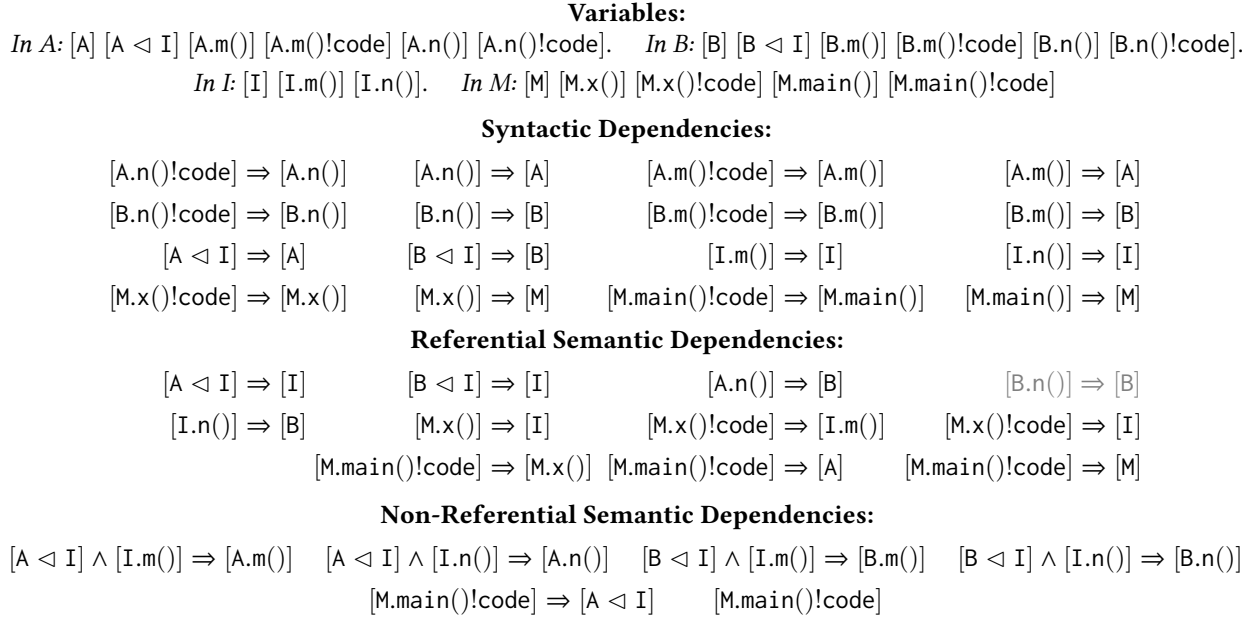 Variables:
In A: [A] [A ◁ I] [A.m()] [A.m()!code] [A.n()] [A.n()!code]. In B: [B] [B ◁ I] [B.m()] [B.m()!code] [B.n()] [B.n()!code].
In I: [I] [I.m()] [I.n()]. In M: [M] [M.x()] [M.x()!code] [M.main()] [M.main()!code]
Syntactic Dependencies:
[A.n()!code] ⇒ [A.n()] [A.n()] ⇒ [A] [A.m()!code] ⇒ [A.m()] [A.m()] ⇒ [A]
[B.n()!code] ⇒ [B.n()] [B.n()] ⇒ [B] [B.m()!code] ⇒ [B.m()] [B.m()] ⇒ [B]
[A ◁ I] ⇒ [A] [B ◁ I] ⇒ [B] [I.m()] ⇒ [I] [I.n()] ⇒ [I]
[M.x()!code] ⇒ [M.x()] [M.x()] ⇒ [M] [M.main()!code] ⇒ [M.main()] [M.main()] ⇒ [M]
Referential Semantic Dependencies:
[A ◁ I] ⇒ [I] [B ◁ I] ⇒ [I] [A.n()] ⇒ [B] [B.n()] ⇒ [B]
[I.n()] ⇒ [B] [M.x()] ⇒ [I] [M.x()!code] ⇒ [I.m()] [M.x()!code] ⇒ [I]
[M.main()!code] ⇒ [M.x()] [M.main()!code] ⇒ [A] [M.main()!code] ⇒ [M]
Non-Referential Semantic Dependencies:
[A ◁ I] ∧ [I.m()] ⇒ [A.m()] [A ◁ I] ∧ [I.n()] ⇒ [A.n()] [B ◁ I] ∧ [I.m()] ⇒ [B.m()] [B ◁ I] ∧ [I.n()] ⇒ [B.n()]
[M.main()!code] ⇒ [A ◁ I] [M.main()!code]